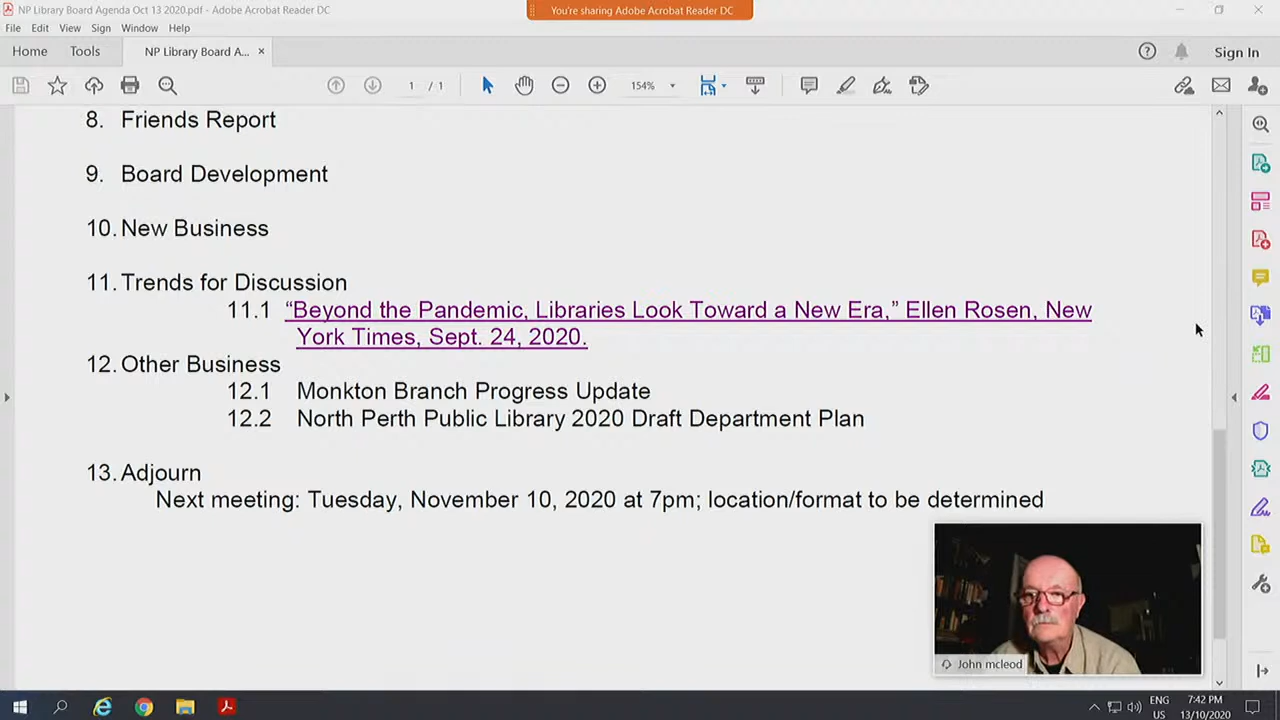 NP Library Board Agenda Oct 13 2020.pdf - Adobe Acrobat Reader DC
You're sharing Adobe Acrobat Reader DC
File Edit View Sign Window Help
Home Tools NP Library Board A... × Sign In
1 / 1 154%
8. Friends Report
9. Board Development
10. New Business
11. Trends for Discussion
11.1 “Beyond the Pandemic, Libraries Look Toward a New Era,” Ellen Rosen, New
York Times, Sept. 24, 2020.
12. Other Business
12.1 Monkton Branch Progress Update
12.2 North Perth Public Library 2020 Draft Department Plan
13. Adjourn
Next meeting: Tuesday, November 10, 2020 at 7pm; location/format to be determined
John mcleod
ENG 7:42 PM
US 13/10/2020